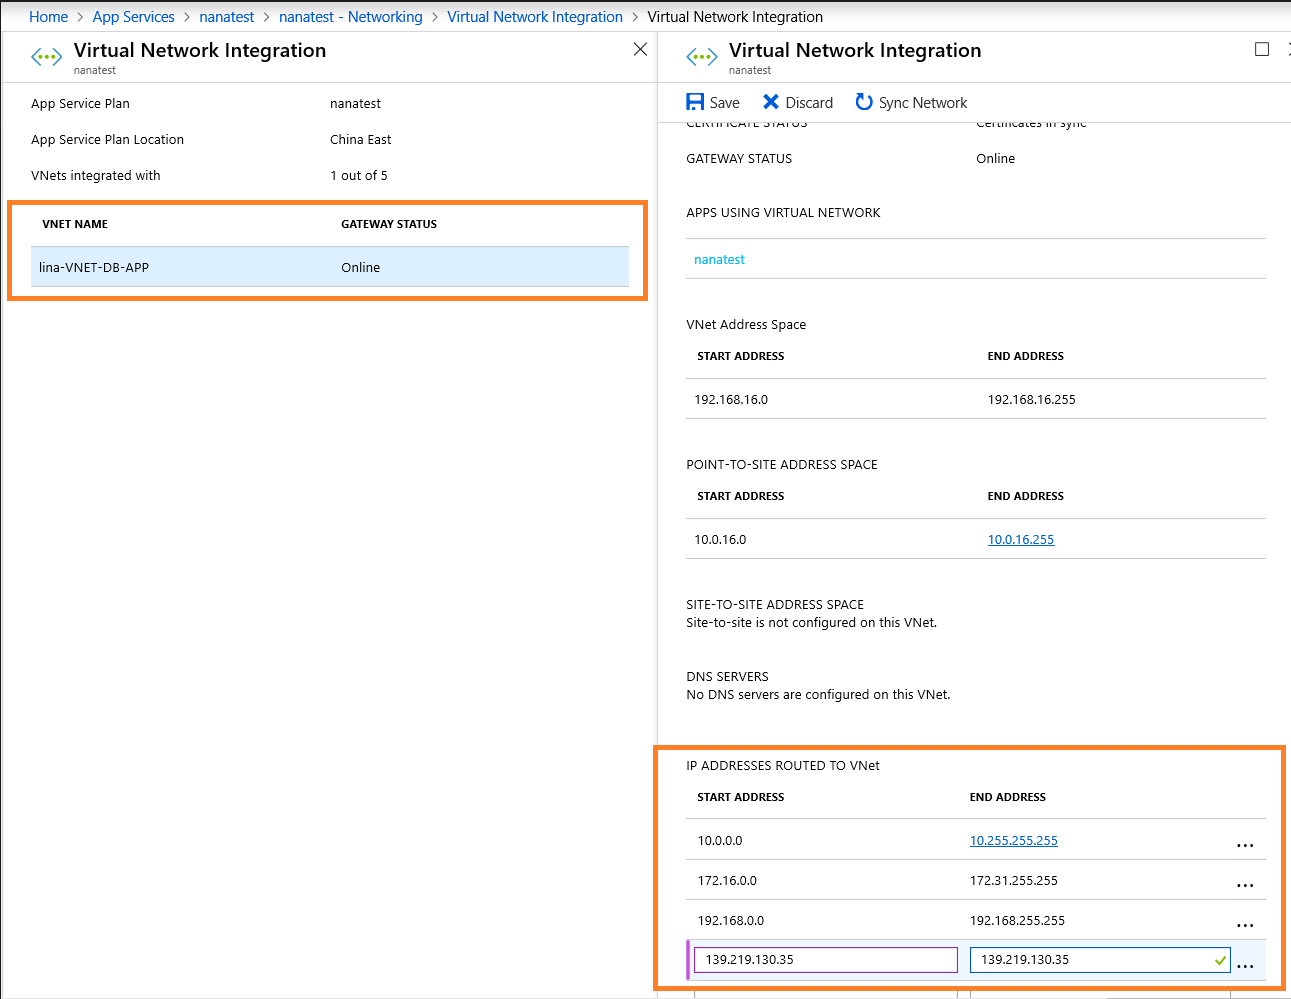 Home > App Services > nanatest > nanatest - Networking > Virtual Network Integration > Virtual Network Integration
Virtual Network Integration
nanatest
App Service Plan nanatest
App Service Plan Location China East
VNets integrated with 1 out of 5
VNET NAME GATEWAY STATUS
lina-VNET-DB-APP Online
Virtual Network Integration
nanatest
Save Discard Sync Network
CERTIFICATE STATUS Certificates in sync
GATEWAY STATUS Online
APPS USING VIRTUAL NETWORK
nanatest
VNet Address Space
START ADDRESS END ADDRESS
192.168.16.0 192.168.16.255
POINT-TO-SITE ADDRESS SPACE
START ADDRESS END ADDRESS
10.0.16.0 10.0.16.255
SITE-TO-SITE ADDRESS SPACE
Site-to-site is not configured on this VNet.
DNS SERVERS
No DNS servers are configured on this VNet.
IP ADDRESSES ROUTED TO VNet
START ADDRESS END ADDRESS
10.0.0.0 10.255.255.255 ...
172.16.0.0 172.31.255.255 ...
192.168.0.0 192.168.255.255 ...
139.219.130.35 139.219.130.35 ...